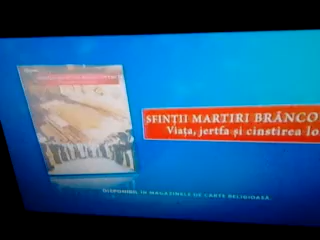 SFINȚII MARTIRI BRÂNCO
Viața, jertfa și cinstirea lo
DISPONIBIL ÎN MAGAZINELE DE CARTE RELIGIOASĂ.